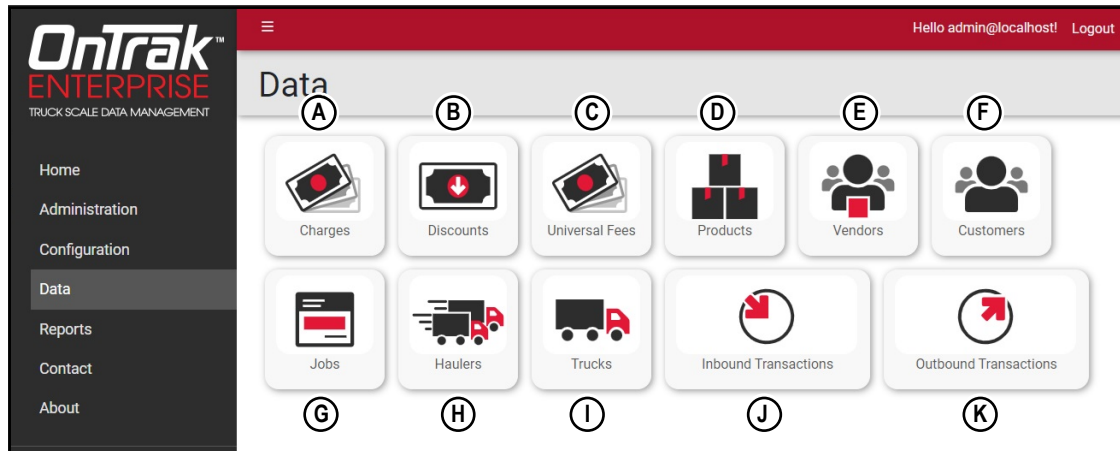 OnTrak™
ENTERPRISE
TRUCK SCALE DATA MANAGEMENT
Home
Administration
Configuration
Data
Reports
Contact
About
☰ Hello admin@localhost! Logout
Data
A B C D E F
Charges Discounts Universal Fees Products Vendors Customers
Jobs Haulers Trucks Inbound Transactions Outbound Transactions
G H I J K